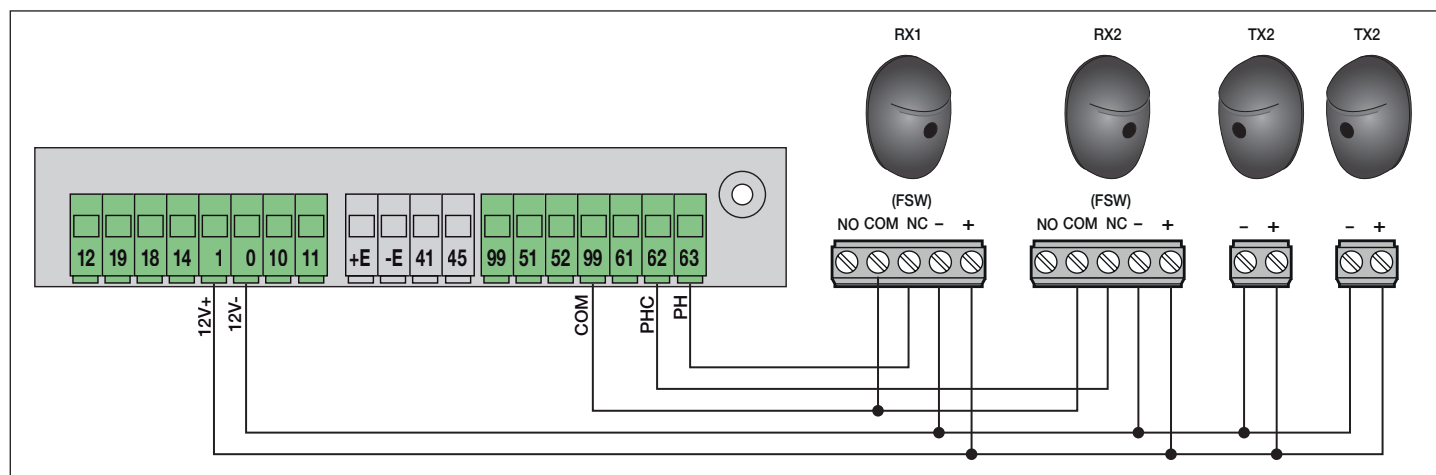 RX1 RX2 TX2 TX2
(FSW) (FSW)
NO COM NC – + NO COM NC – + – + – +
12 19 18 14 1 0 10 11 +E -E 41 45 99 51 52 99 61 62 63
12V+ 12V- COM PHC PH